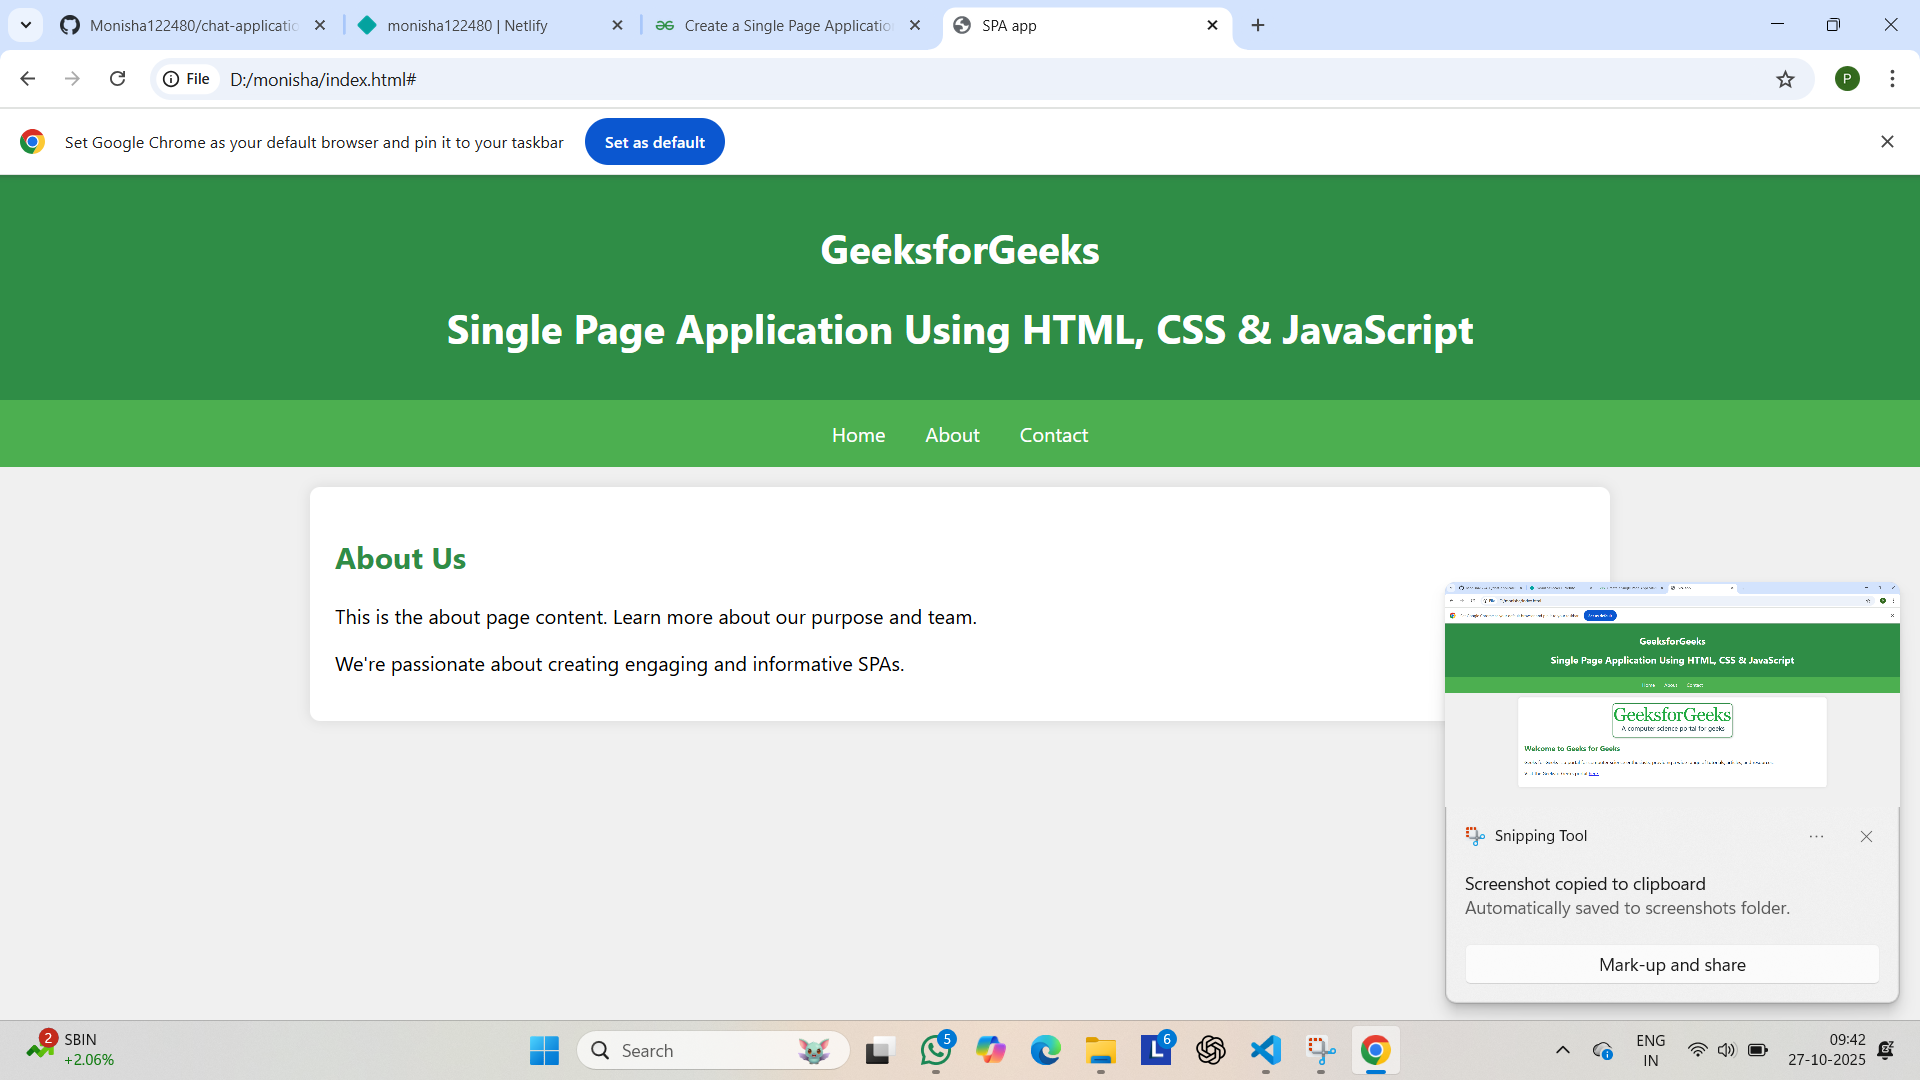 Monisha122480/chat-applicatio
monisha122480 | Netlify
Create a Single Page Applicatio
SPA app
File
D:/monisha/index.html#
P
Set Google Chrome as your default browser and pin it to your taskbar
Set as default
GeeksforGeeks
Single Page Application Using HTML, CSS & JavaScript
Home
About
Contact
About Us
This is the about page content. Learn more about our purpose and team.
We're passionate about creating engaging and informative SPAs.
GeeksforGeeks
Single Page Application Using HTML, CSS & JavaScript
Home
About
Contact
GeeksforGeeks
A computer science portal for geeks
Welcome to Geeks for Geeks
Snipping Tool
Screenshot copied to clipboard
Automatically saved to screenshots folder.
Mark-up and share
2
SBIN
+2.06%
Search
5
L
6
ENG
IN
09:42
27-10-2025